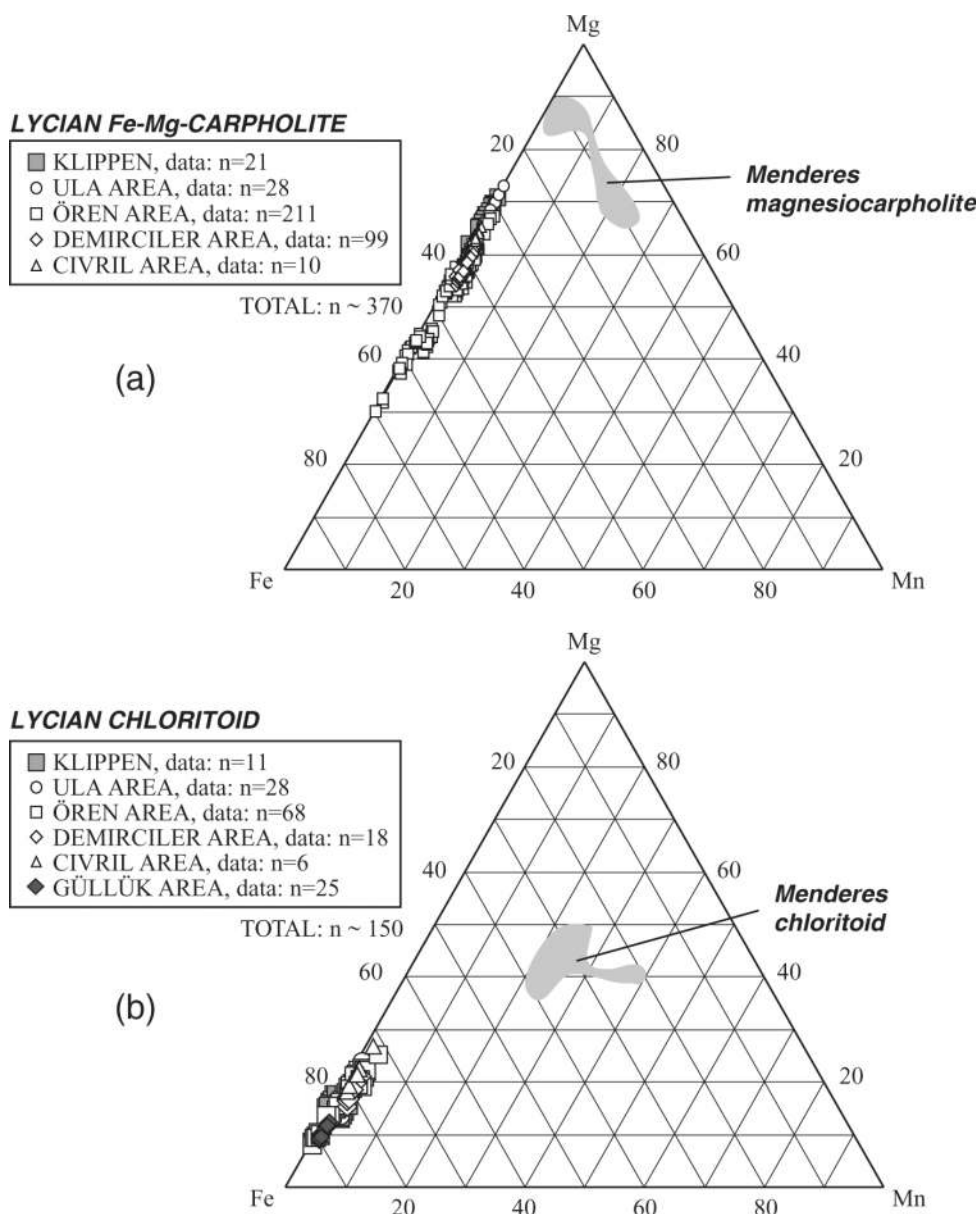 Mg
LYCIAN Fe-Mg-CARPHOLITE
KLIPPEN, data: n=21
ULA AREA, data: n=28
ÖREN AREA, data: n=211
DEMIRCILER AREA, data: n=99
CIVRIL AREA, data: n=10
TOTAL: n ~ 370
Menderes
magnesiocarpholite
20 80
40 60
60 40
80 20
(a)
Fe Mn
20 40 60 80
Mg
LYCIAN CHLORITOID
KLIPPEN, data: n=11
ULA AREA, data: n=28
ÖREN AREA, data: n=68
DEMIRCILER AREA, data: n=18
CIVRIL AREA, data: n=6
GÜLLÜK AREA, data: n=25
TOTAL: n ~ 150
Menderes
chloritoid
20 80
40 60
60 40
80 20
(b)
Fe Mn
20 40 60 80